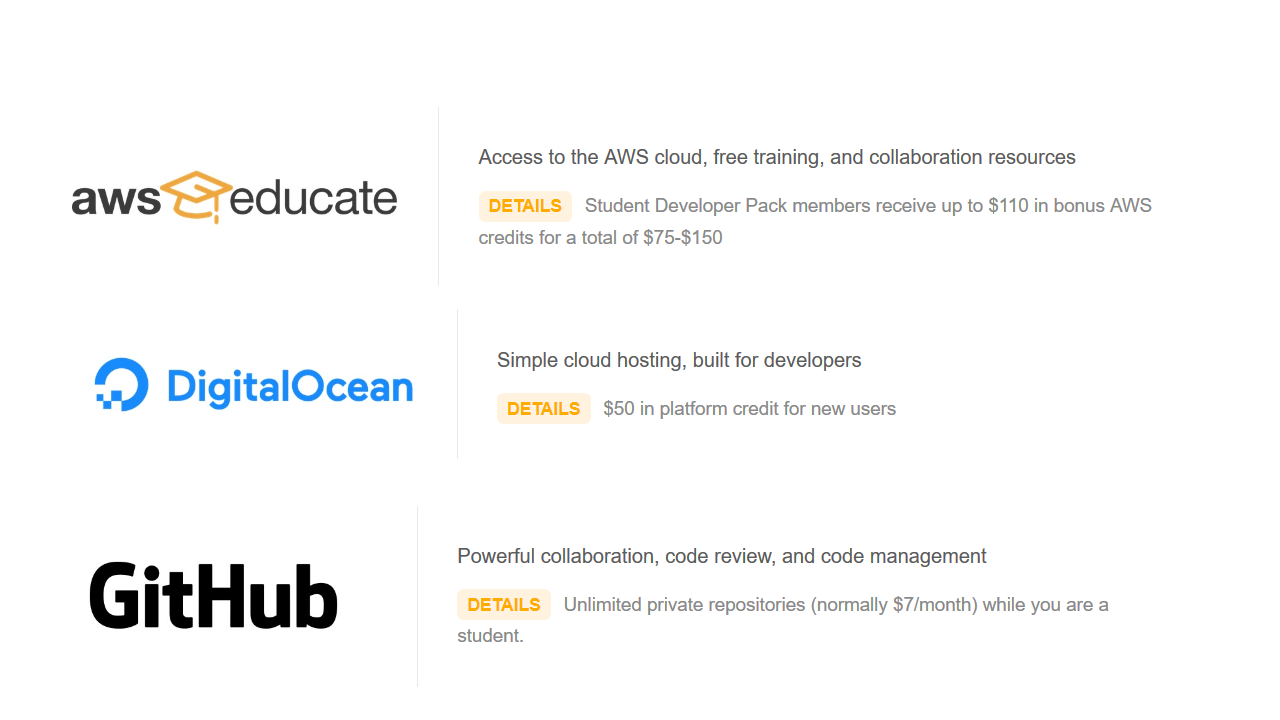 aws educate
Access to the AWS cloud, free training, and collaboration resources
DETAILS Student Developer Pack members receive up to $110 in bonus AWS
credits for a total of $75-$150
DigitalOcean
Simple cloud hosting, built for developers
DETAILS $50 in platform credit for new users
GitHub
Powerful collaboration, code review, and code management
DETAILS Unlimited private repositories (normally $7/month) while you are a
student.